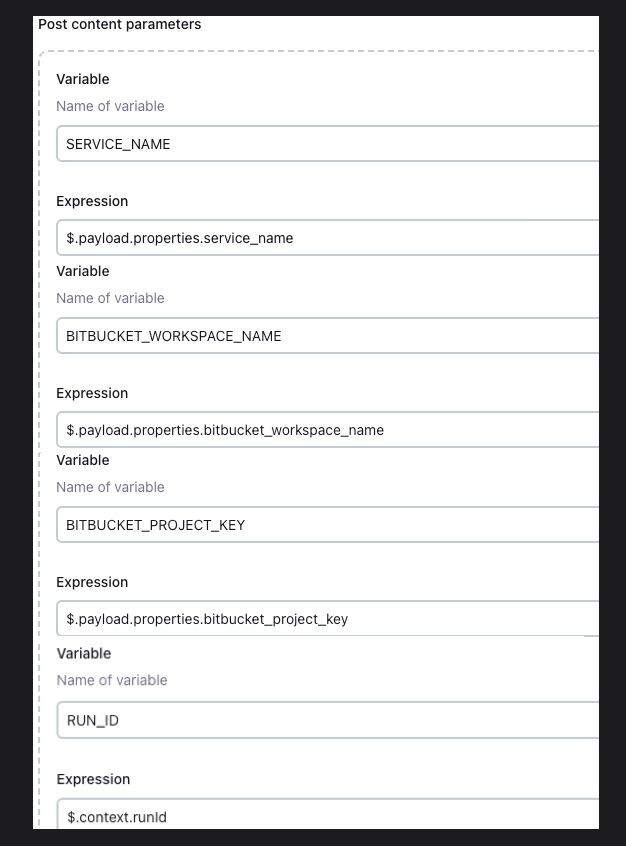 Post content parameters
Variable
Name of variable
SERVICE_NAME
Expression
$.payload.properties.service_name
Variable
Name of variable
BITBUCKET_WORKSPACE_NAME
Expression
$.payload.properties.bitbucket_workspace_name
Variable
Name of variable
BITBUCKET_PROJECT_KEY
Expression
$.payload.properties.bitbucket_project_key
Variable
Name of variable
RUN_ID
Expression
$.context.runId